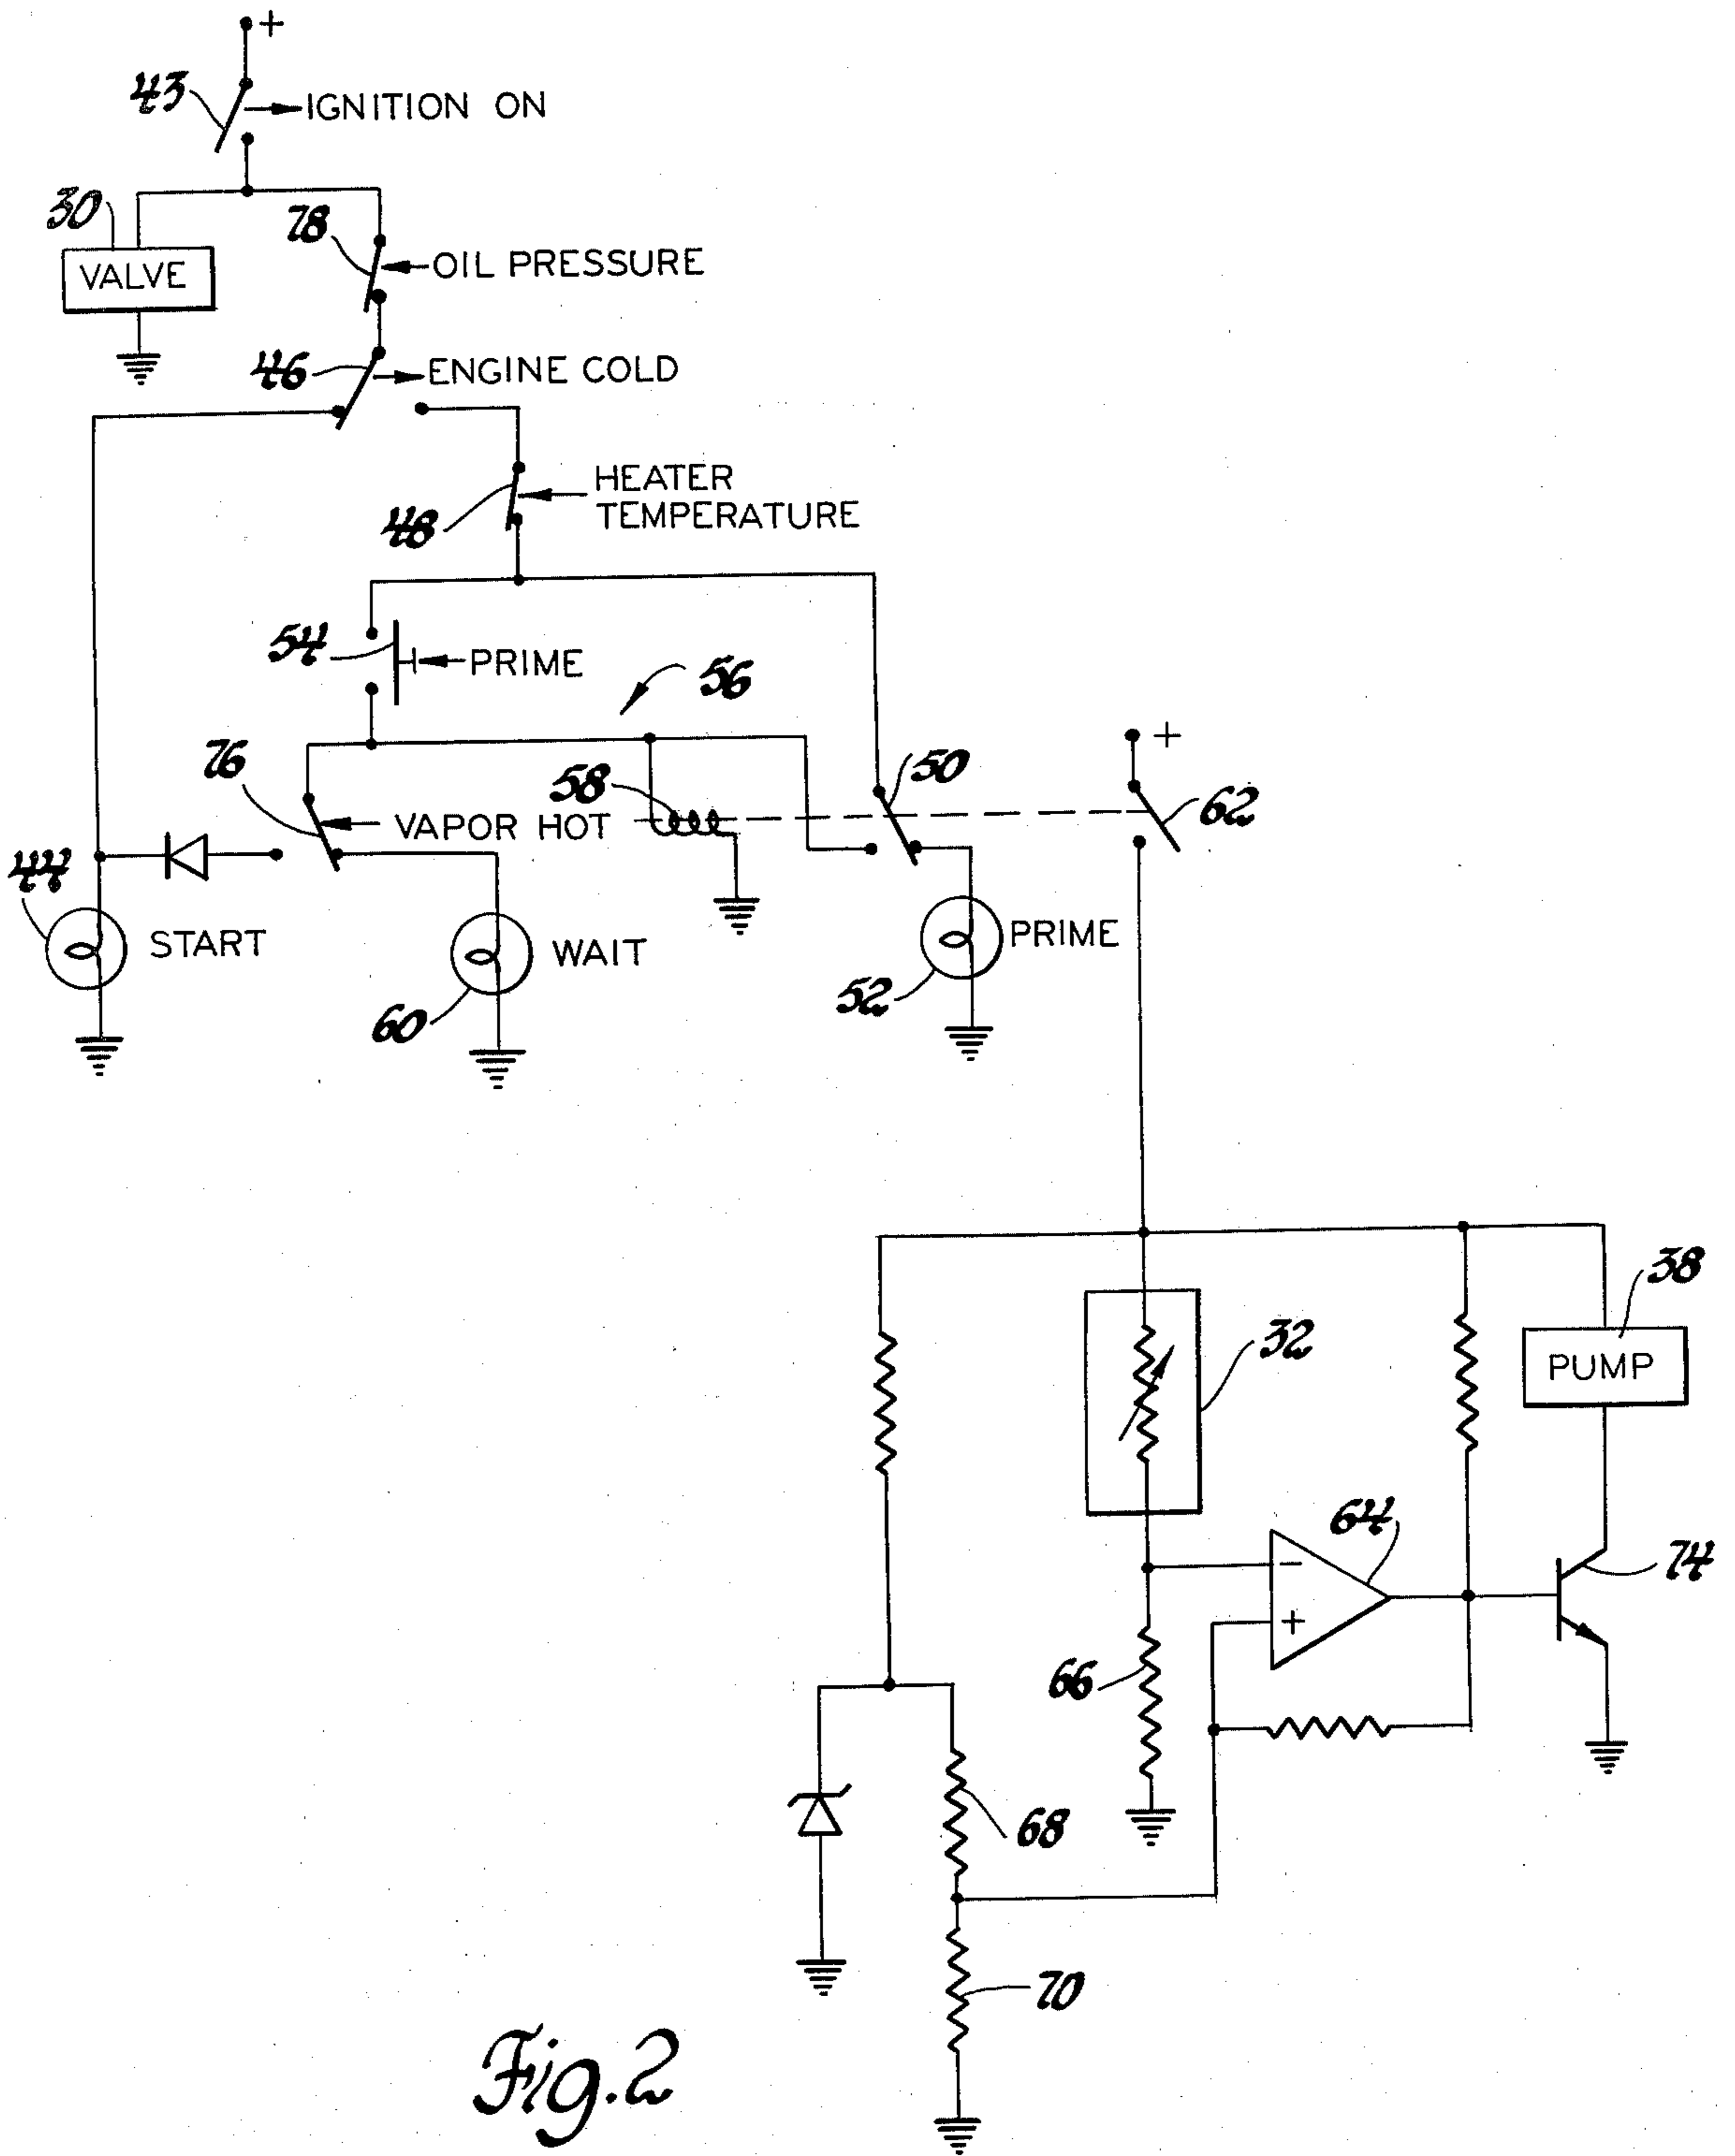 +
43
IGNITION ON
30
78
VALVE
OIL PRESSURE
46
ENGINE COLD
48
HEATER
TEMPERATURE
54
PRIME
56
76
58
VAPOR HOT
50
+
62
44
START
WAIT
PRIME
60
52
38
32
PUMP
64
74
−
+
66
68
70
Fig.2